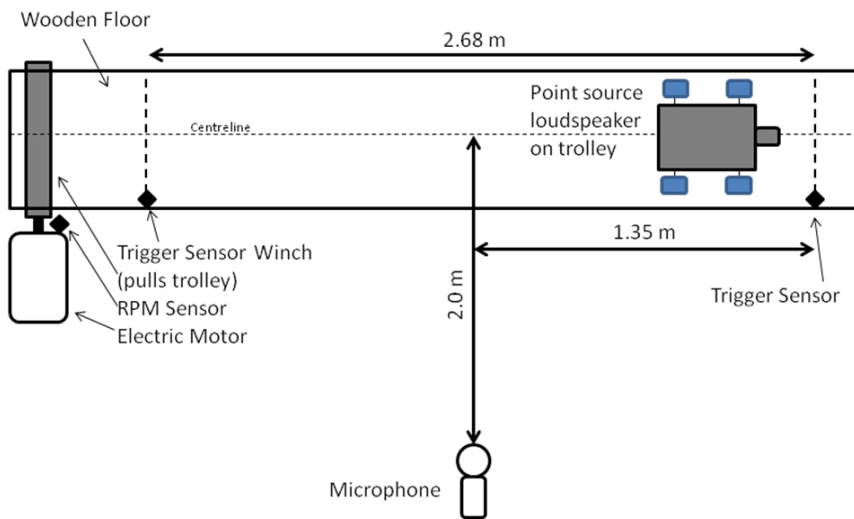 Wooden Floor
2.68 m
Point source
loudspeaker
on trolley
Centreline
1.35 m
2.0 m
Trigger Sensor Winch
(pulls trolley)
RPM Sensor
Electric Motor
Trigger Sensor
Microphone